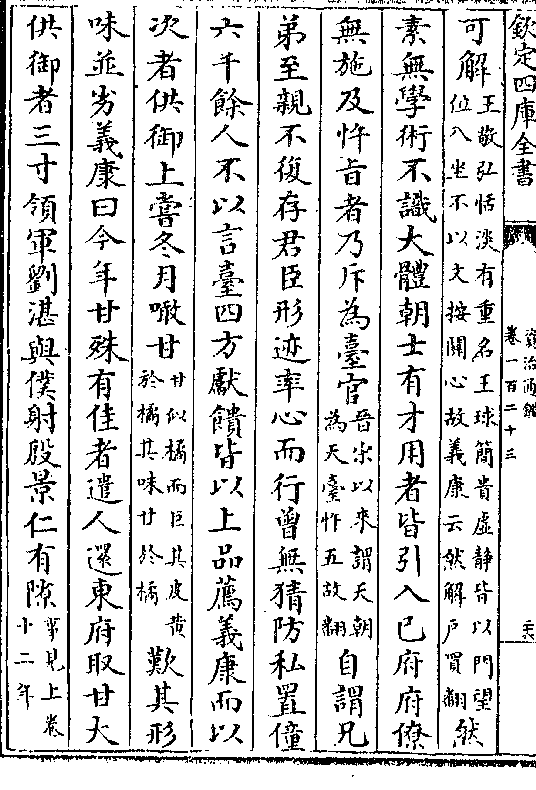 欽定四庫全書
資治通鑑
卷一百二十三
可解王敬弘恬淡有重名王球簡貴虛静皆以門望
位八坐不以文按關心故義康云然解戶買翻然
素無學術不識大體朝士有才用者皆引入已府府僚
無施及忤旨者乃斥為臺官晉宋以來謂天朝
為天臺忤五故翻自謂兄
弟至親不復存君臣形迹率心而行曾無猜防私置僮
六千餘人不以言臺四方獻饋皆以上品薦義康而以
次者供御上嘗冬月噉甘甘似橘而巨其皮黄
於橘其味甘於橘歎其形
味並劣義康曰今年甘殊有佳者遣人還東府取甘大
供御者三寸領軍劉湛與僕射殷景仁有隙事見上卷
十二年